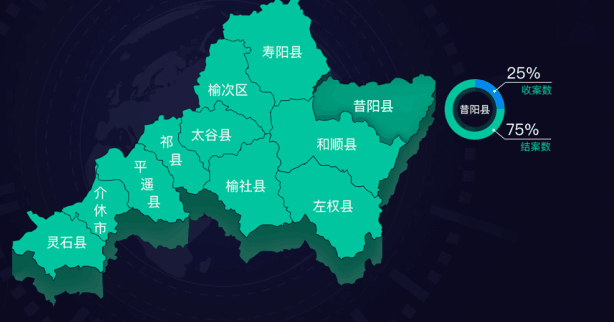 寿阳县
榆次区
昔阳县
太谷县
祁县
和顺县
平遥县
榆社县
介休市
左权县
灵石县
25%
收案数
昔阳县
75%
结案数